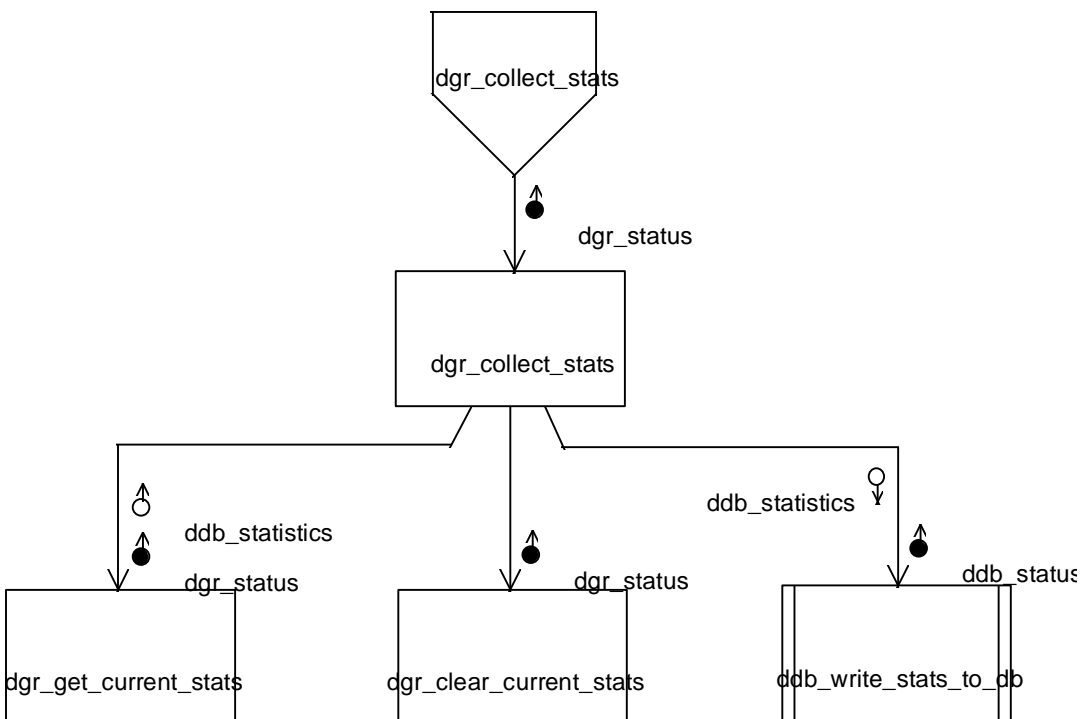 dgr_collect_stats
dgr_status
dgr_collect_stats
ddb_statistics
dgr_status
dgr_status
ddb_statistics
ddb_status
dgr_get_current_stats
dgr_clear_current_stats
ddb_write_stats_to_db